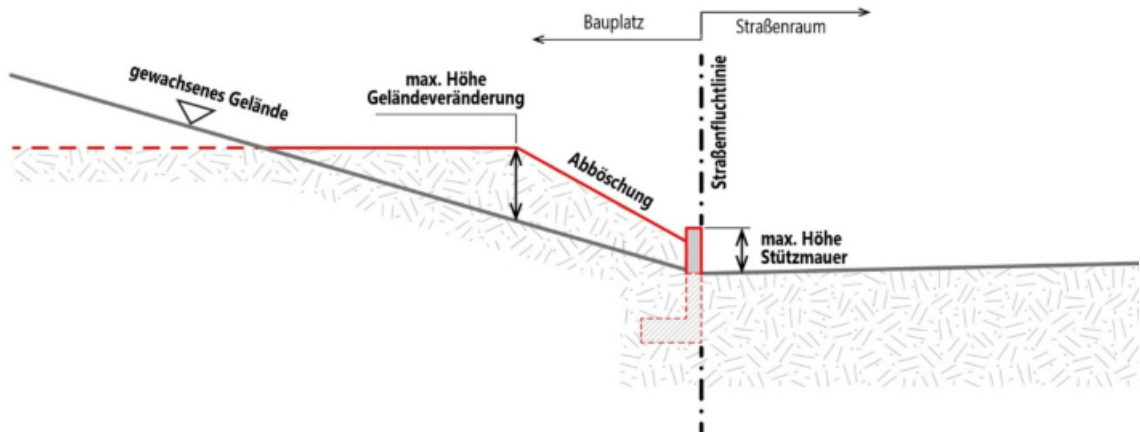 Bauplatz
Straßenraum
gewachsenes Gelände
max. Höhe
Geländeveränderung
Abböschung
Straßenfluchtlinie
max. Höhe
Stützmauer